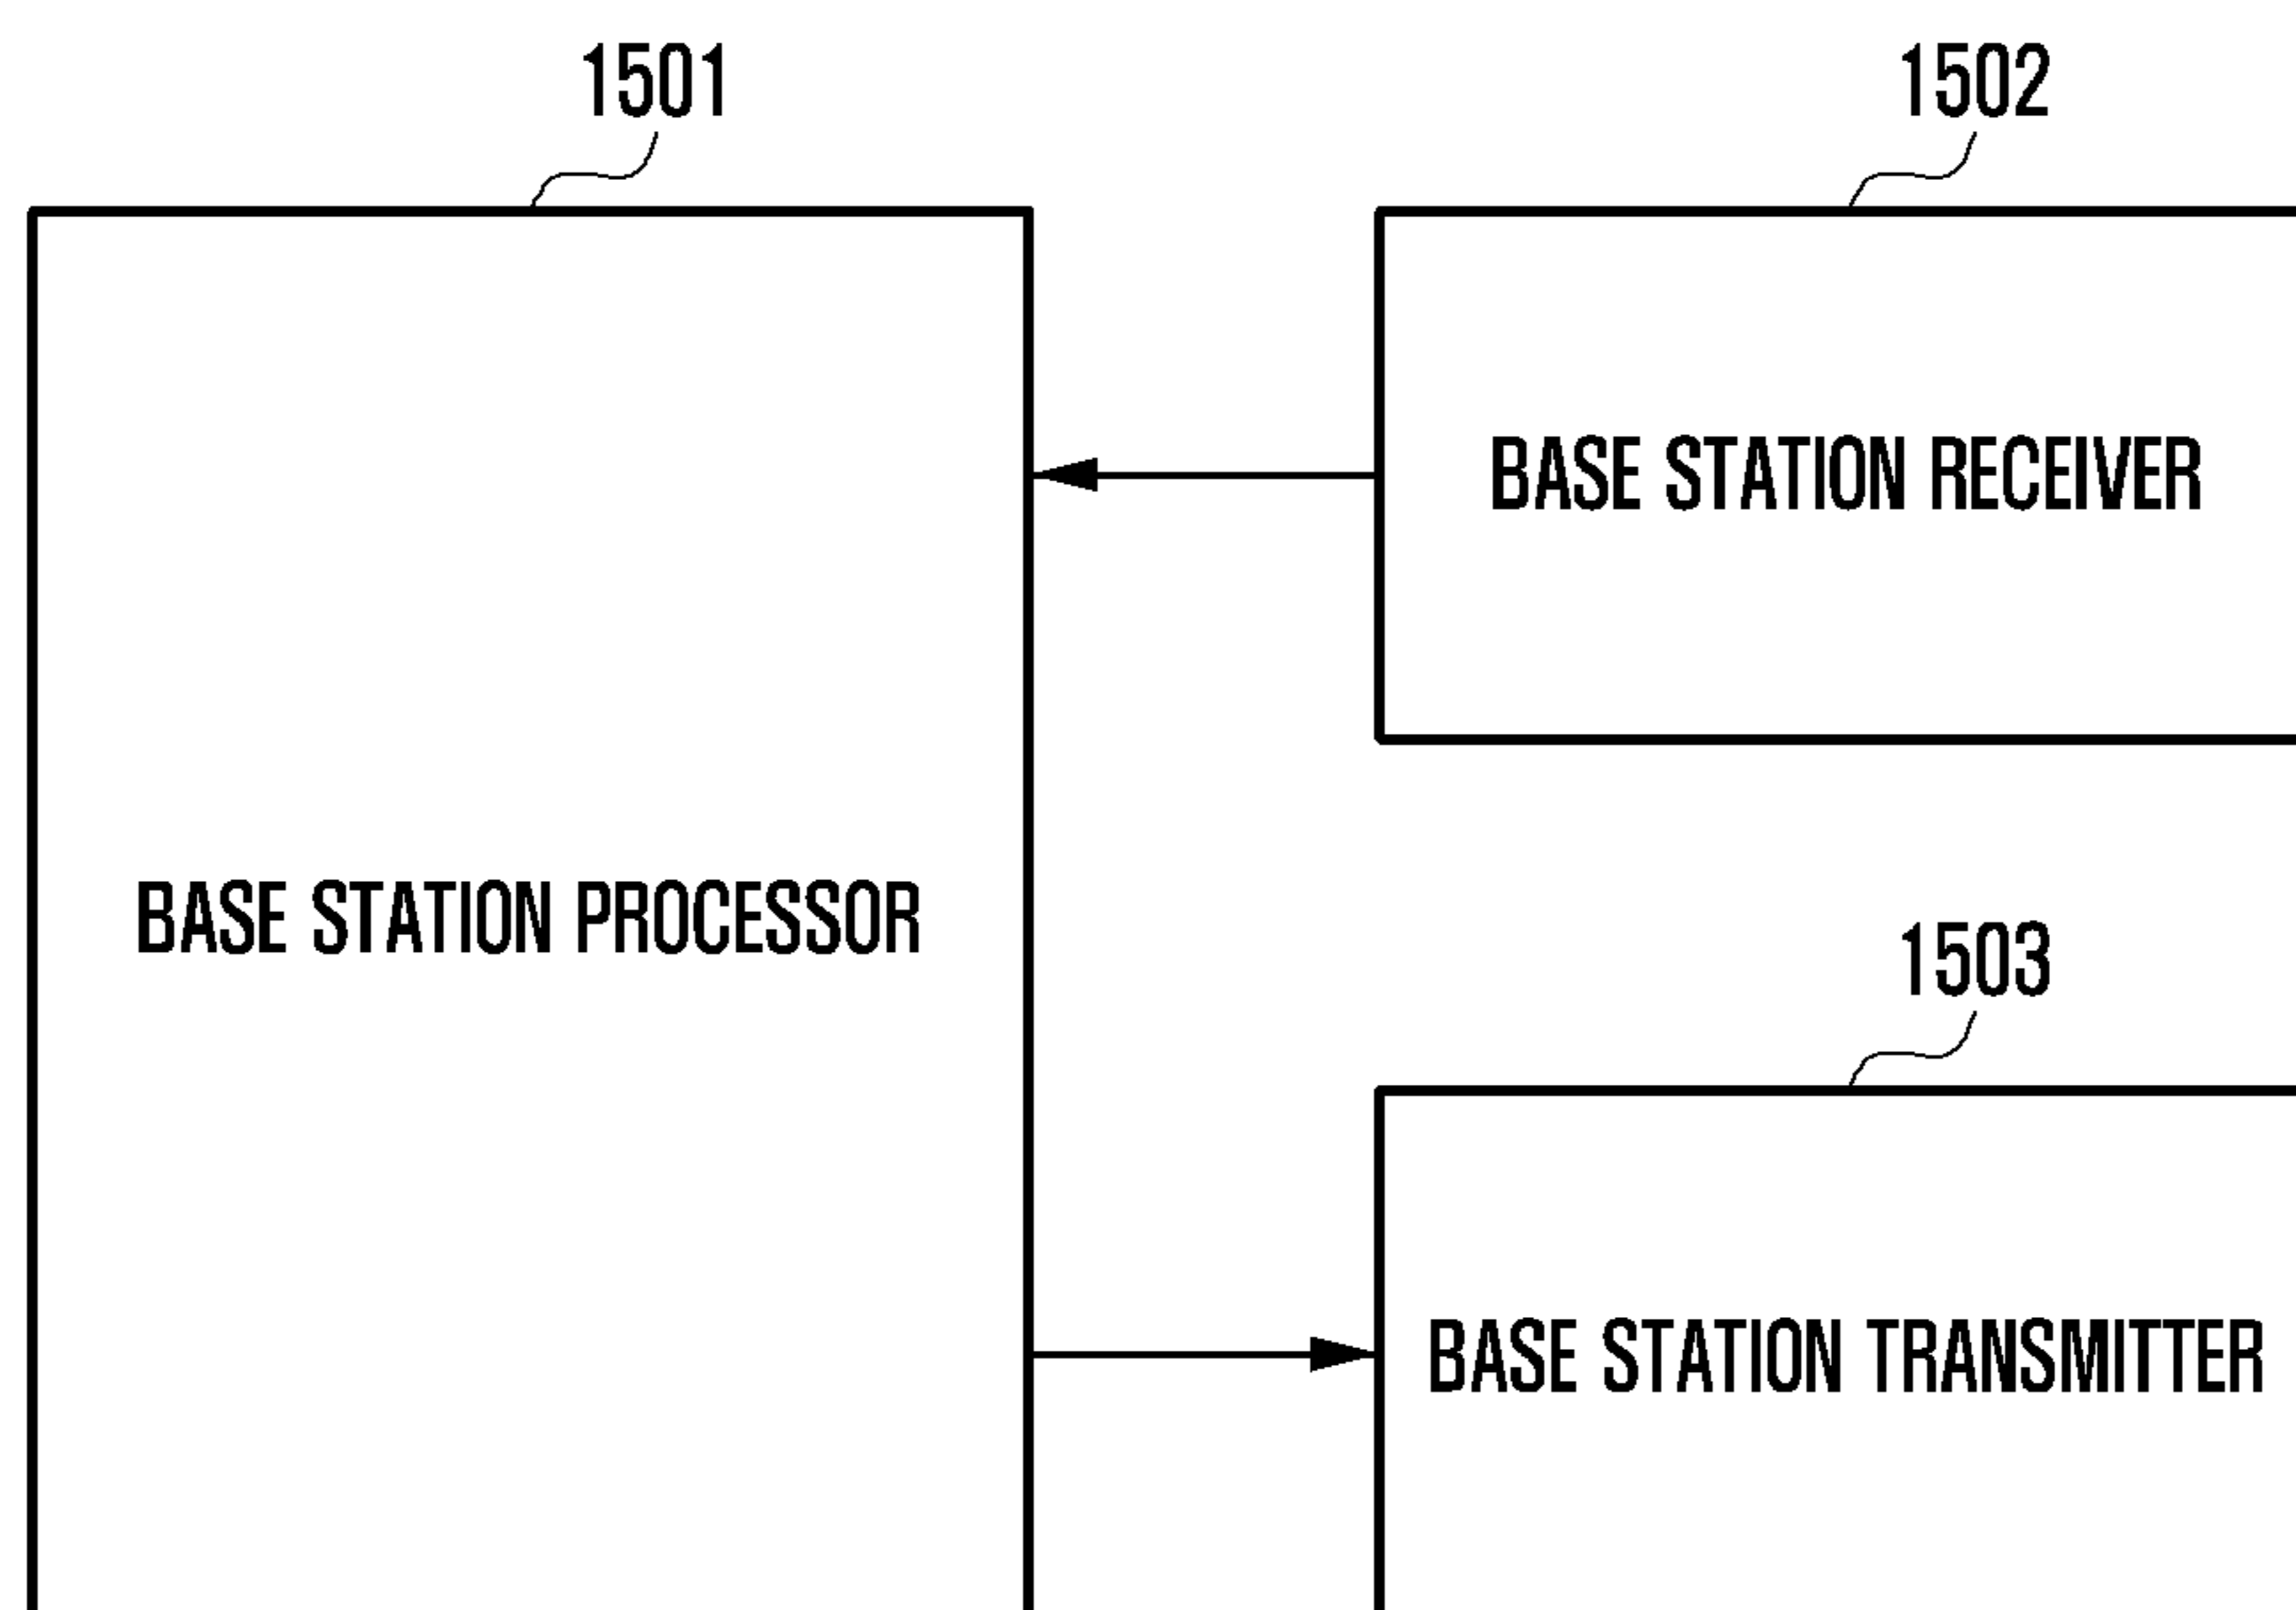 1501
1502
BASE STATION RECEIVER
BASE STATION PROCESSOR
1503
BASE STATION TRANSMITTER